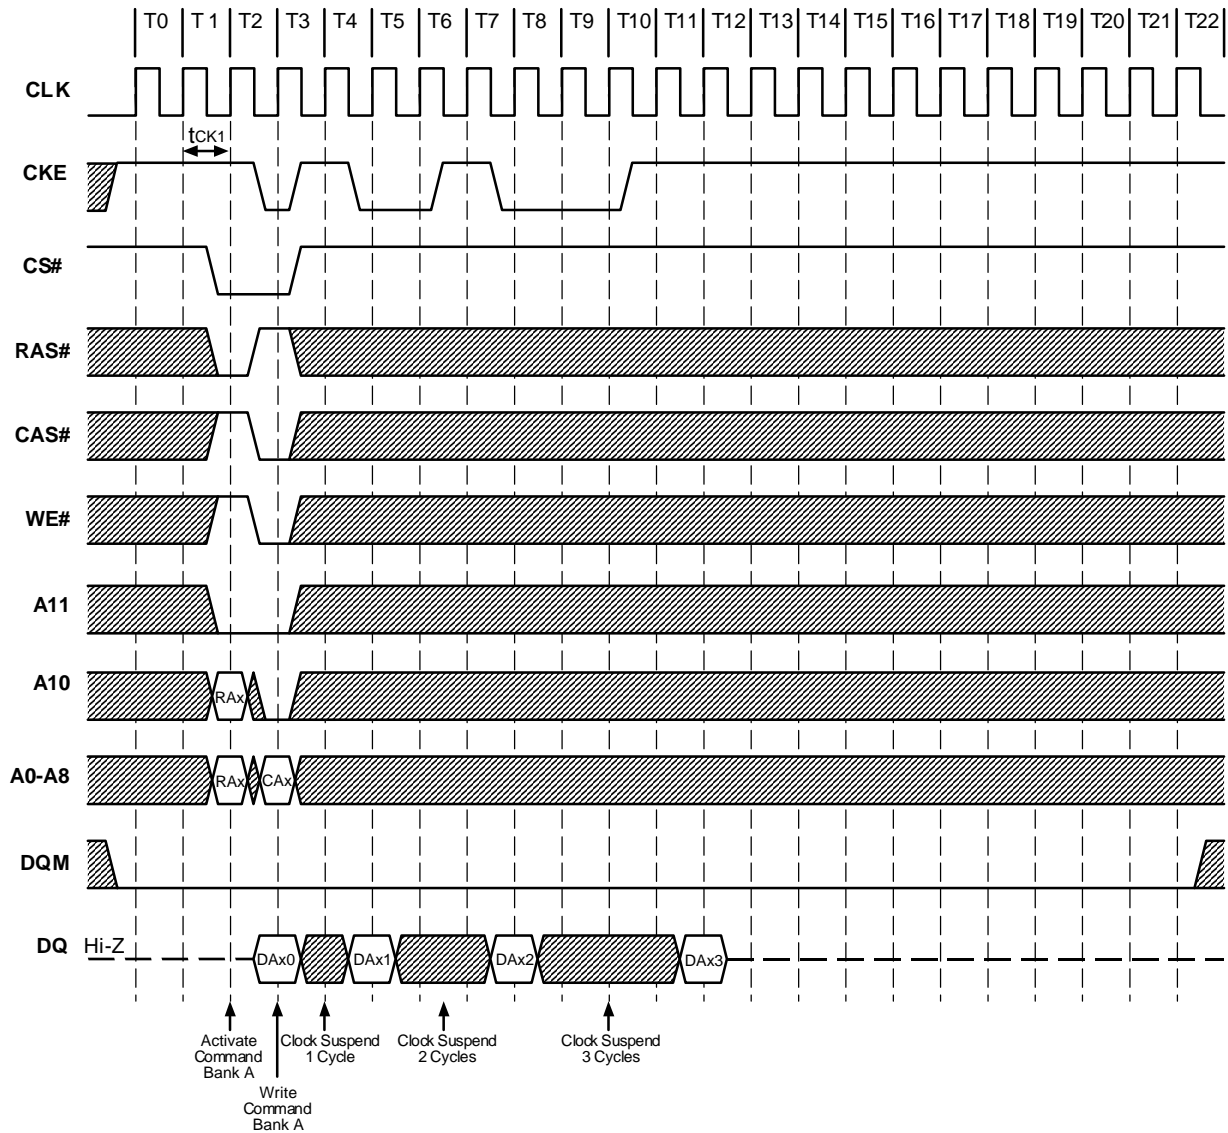 T0 T 1 T2 T3 T4 T5 T6 T7 T8 T9 T10 T11 T12 T13 T14 T15 T16 T17 T18 T19 T20 T21 T22
CLK
tCK1
CKE
CS#
RAS#
CAS#
WE#
A11
A10
RAx
A0-A8
RAx CAx
DQM
DQ Hi-Z
DAx0 DAx1 DAx2 DAx3
Activate
Command
Bank A
Write
Command
Bank A
Clock Suspend
1 Cycle
Clock Suspend
2 Cycles
Clock Suspend
3 Cycles